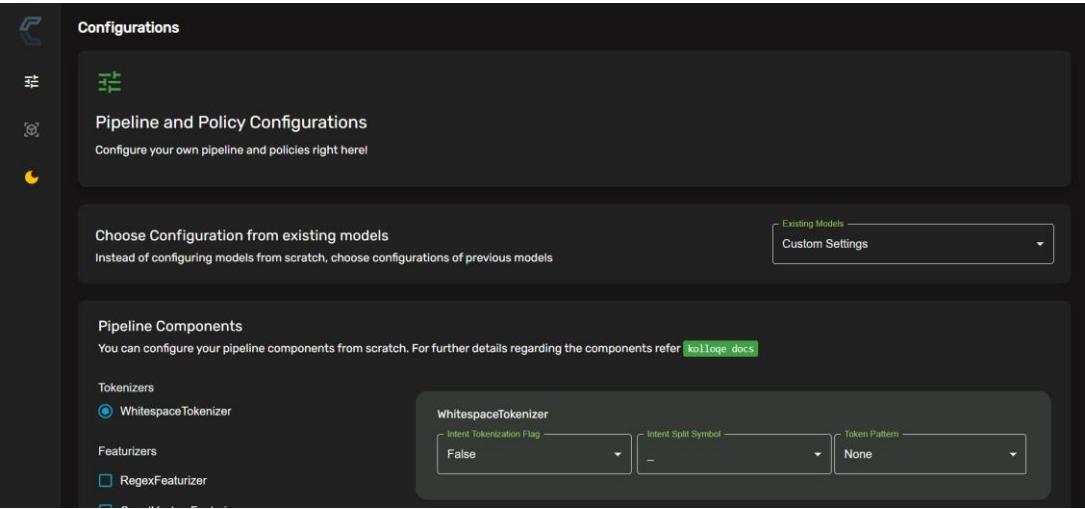 Configurations
Pipeline and Policy Configurations
Configure your own pipeline and policies right here!
Choose Configuration from existing models
Instead of configuring models from scratch, choose configurations of previous models
Existing Models
Custom Settings
Pipeline Components
You can configure your pipeline components from scratch. For further details regarding the components refer kolloqe docs
Tokenizers
WhitespaceTokenizer
Featurizers
RegexFeaturizer
WhitespaceTokenizer
Intent Tokenization Flag
False
Intent Split Symbol
_
Token Pattern
None